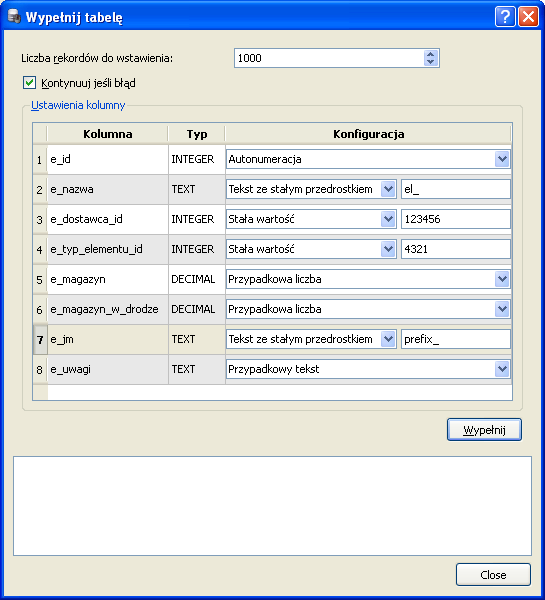 Wypełnij tabelę
Liczba rekordów do wstawienia: 1000
Kontynuuj jeśli błąd
Ustawienia kolumny
Kolumna Typ Konfiguracja
1 e_id INTEGER Autonumeracja
2 e_nazwa TEXT Tekst ze stałym przedrostkiem el_
3 e_dostawca_id INTEGER Stała wartość 123456
4 e_typ_elementu_id INTEGER Stała wartość 4321
5 e_magazyn DECIMAL Przypadkowa liczba
6 e_magazyn_w_drodze DECIMAL Przypadkowa liczba
7 e_jm TEXT Tekst ze stałym przedrostkiem prefix_
8 e_uwagi TEXT Przypadkowy tekst
Wypełnij
Close